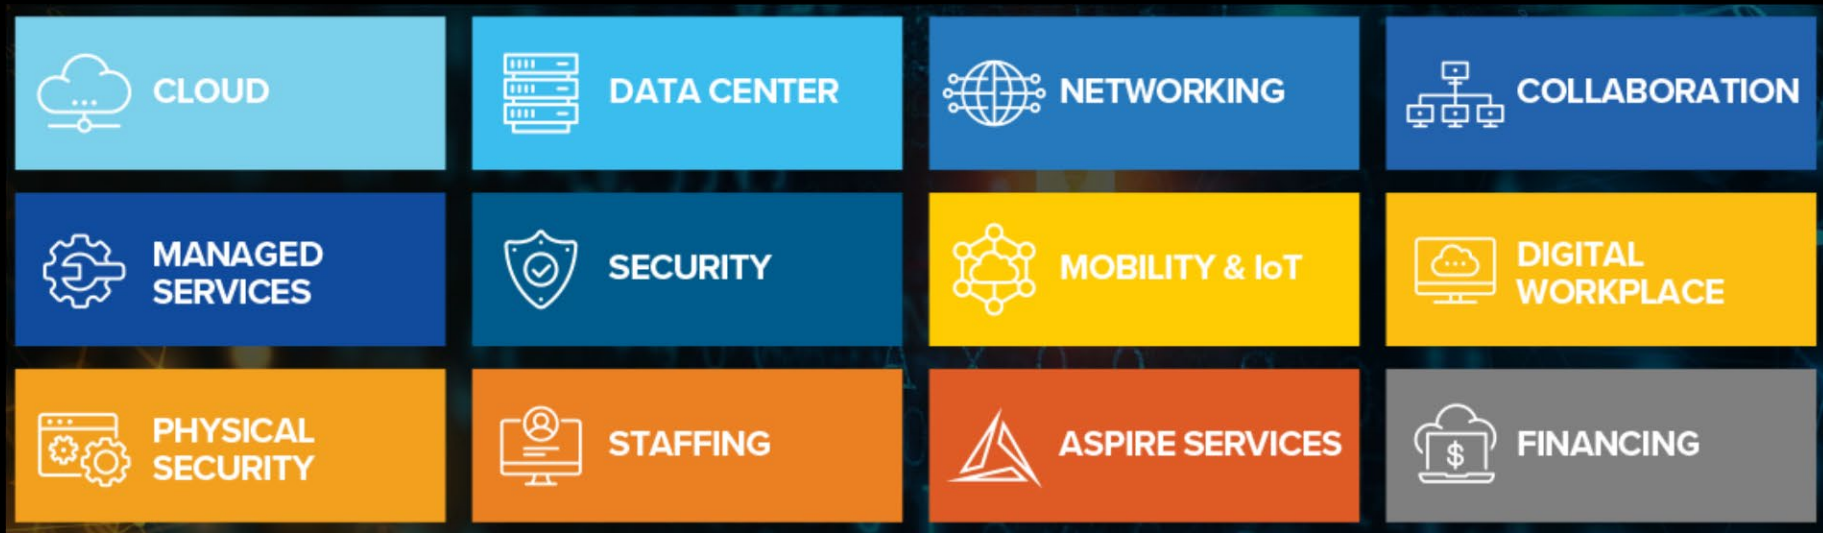 CLOUD
DATA CENTER
NETWORKING
COLLABORATION
MANAGED
SERVICES
SECURITY
MOBILITY & IoT
DIGITAL
WORKPLACE
PHYSICAL
SECURITY
STAFFING
ASPIRE SERVICES
$
FINANCING